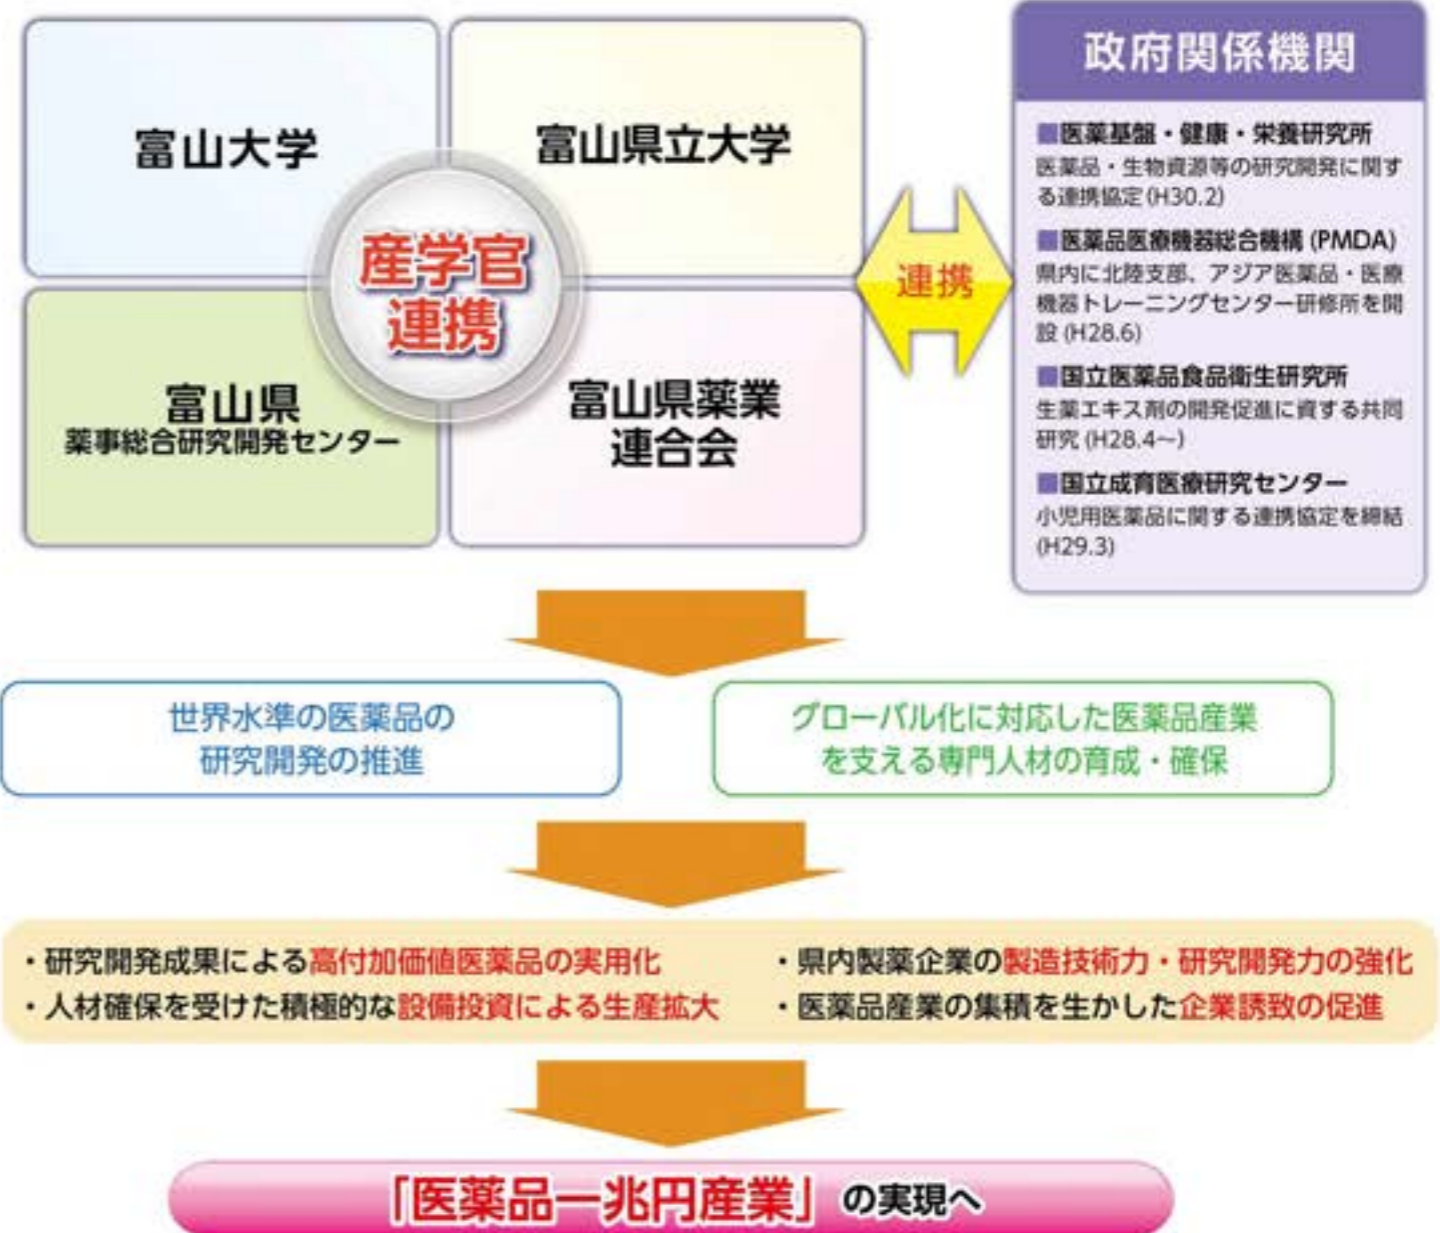 富山大学
富山県立大学
産学官
連携
富山県
薬事総合研究開発センター
富山県薬業
連合会
連携
政府関係機関
■医薬基盤・健康・栄養研究所
医薬品・生物資源等の研究開発に関す
る連携協定(H30.2)
■医薬品医療機器総合機構(PMDA)
県内に北陸支部、アジア医薬品・医療
機器トレーニングセンター研修所を開
設(H28.6)
■国立医薬品食品衛生研究所
生薬エキス剤の開発促進に資する共同
研究(H28.4～)
■国立成育医療研究センター
小児用医薬品に関する連携協定を締結
(H29.3)
世界水準の医薬品の
研究開発の推進
グローバル化に対応した医薬品産業
を支える専門人材の育成・確保
・研究開発成果による高付加価値医薬品の実用化
・人材確保を受けた積極的な設備投資による生産拡大
・県内製薬企業の製造技術力・研究開発力の強化
・医薬品産業の集積を生かした企業誘致の促進
「医薬品一兆円産業」の実現へ